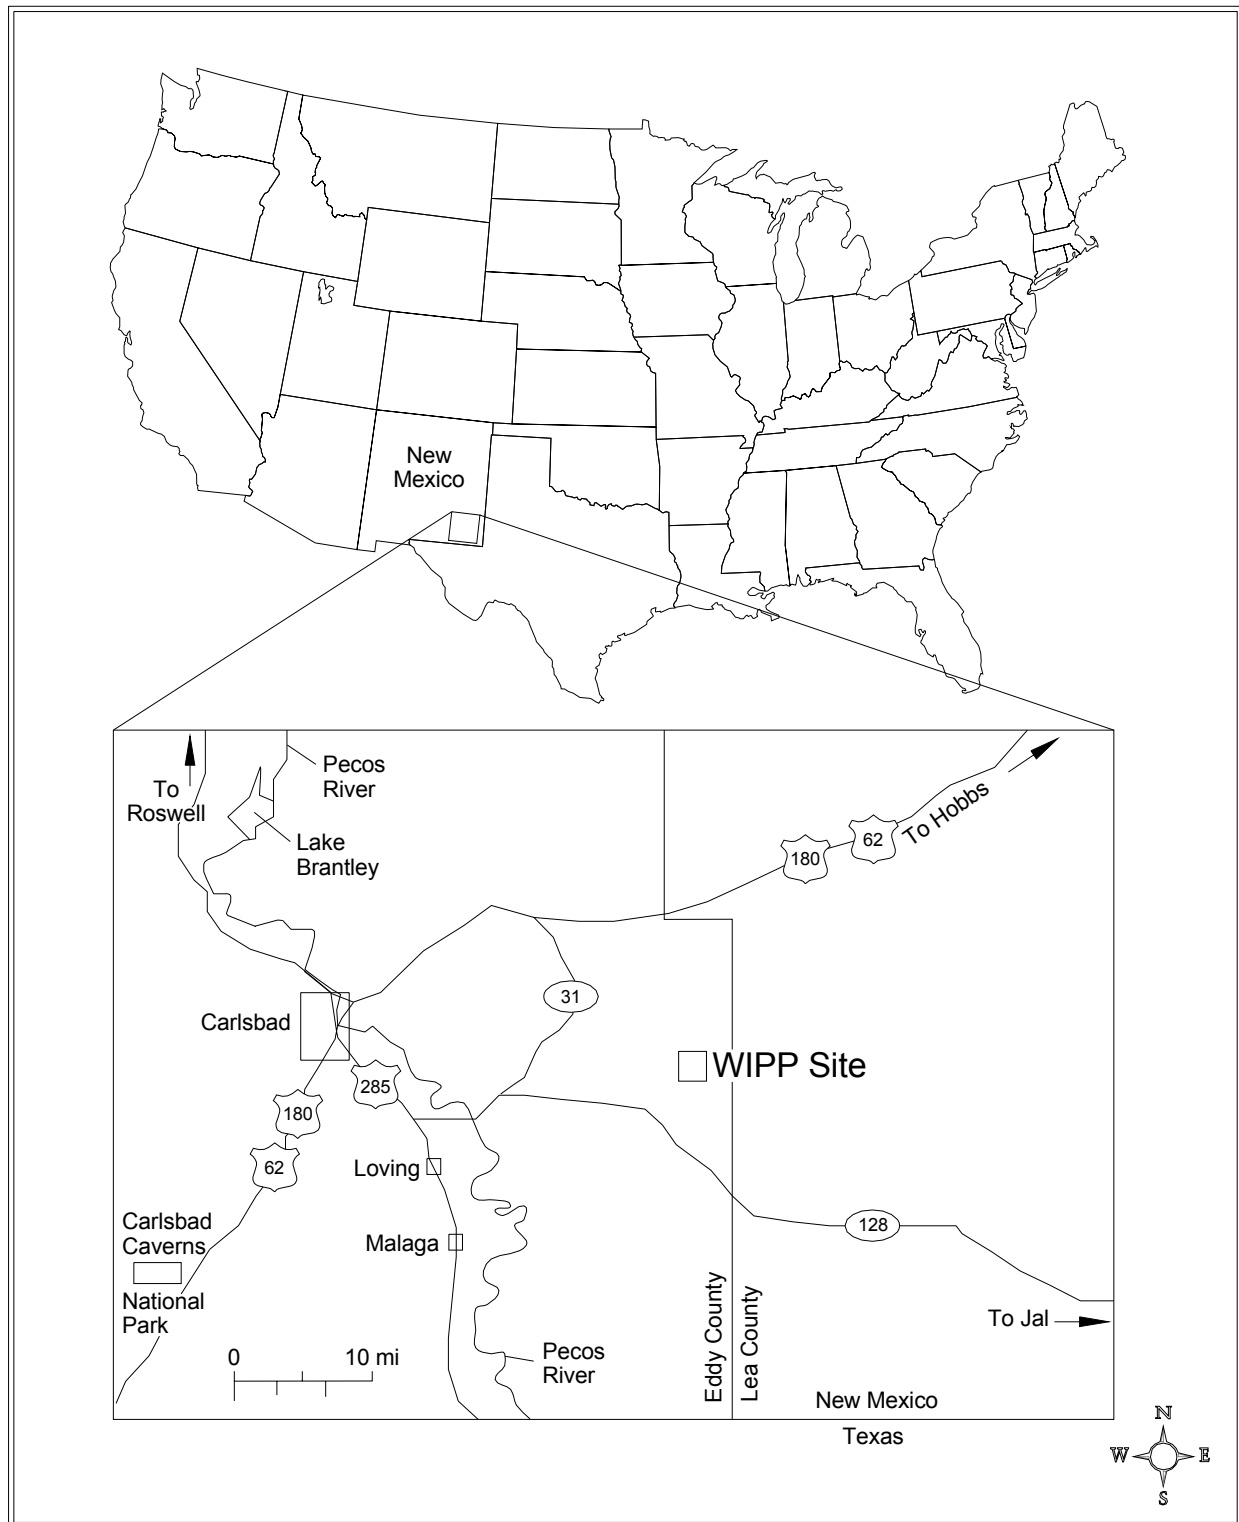 New
Mexico
Pecos
River
To
Roswell
Lake
Brantley
To Hobbs
62
180
31
Carlsbad
WIPP Site
285
180
62
Loving
Carlsbad
Caverns
National
Park
Malaga
128
Eddy County
Lea County
To Jal
0 10 mi
Pecos
River
New Mexico
Texas
N
W E
S